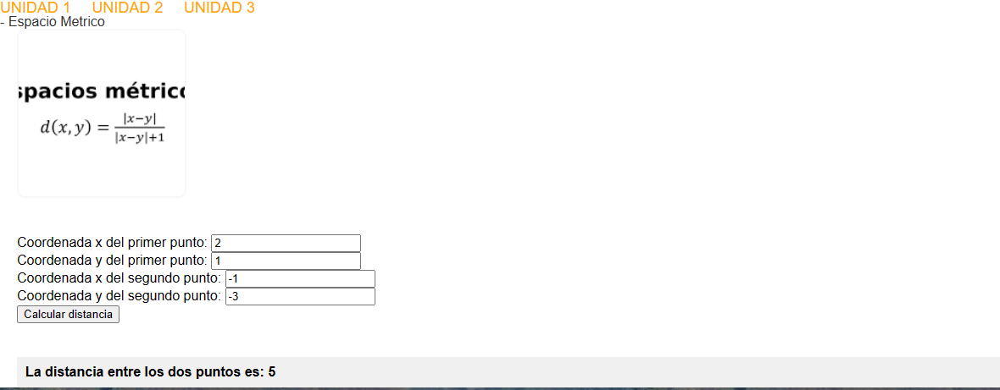 UNIDAD 1 UNIDAD 2 UNIDAD 3
- Espacio Metrico
spacios métric
d(x, y) = |x−y| / |x−y|+1
Coordenada x del primer punto: 2
Coordenada y del primer punto: 1
Coordenada x del segundo punto: -1
Coordenada y del segundo punto: -3
Calcular distancia
La distancia entre los dos puntos es: 5